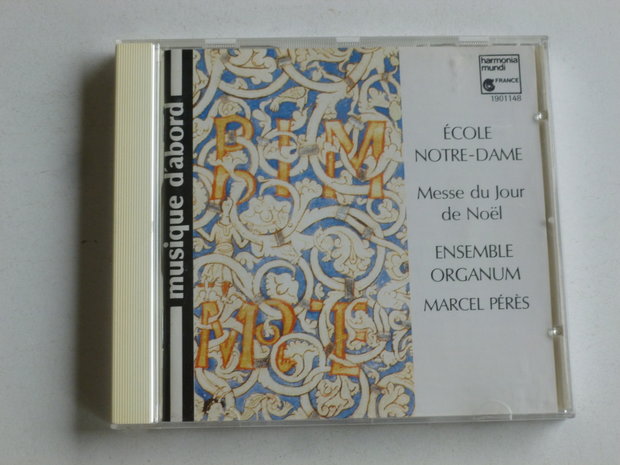 musique d'abord
harmonia
mundi
FRANCE
1901148
ÉCOLE
NOTRE-DAME
Messe du Jour
de Noël
ENSEMBLE
ORGANUM
MARCEL PÉRÈS